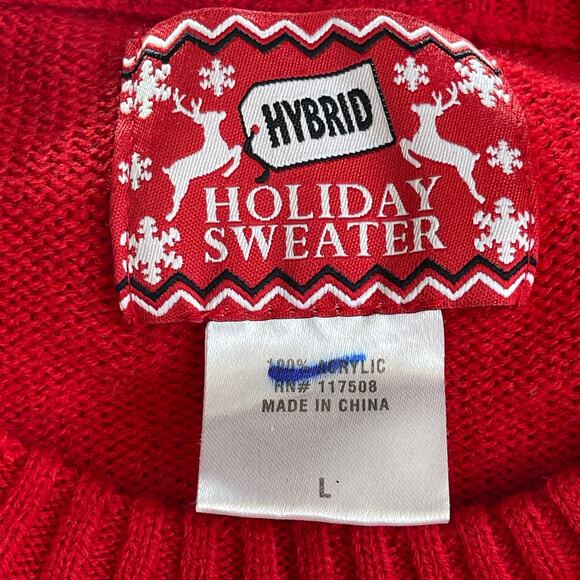 HYBRID
HOLIDAY
SWEATER
100% ACRYLIC
RN# 117508
MADE IN CHINA
L